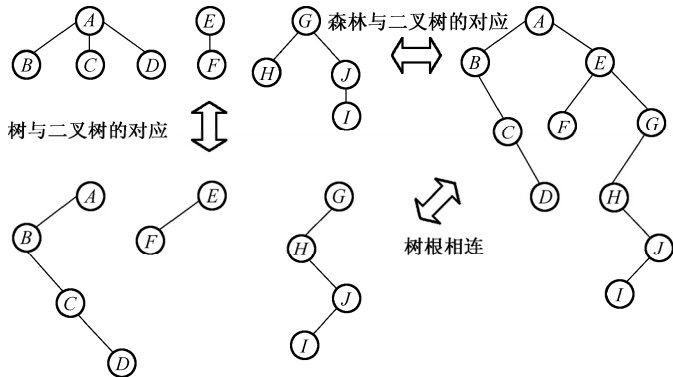 A E G 森林与二叉树的对应 A
B C D F H J B E
I C F G
树与二叉树的对应
A E G D H
B F H 树根相连 J
C J I
D I